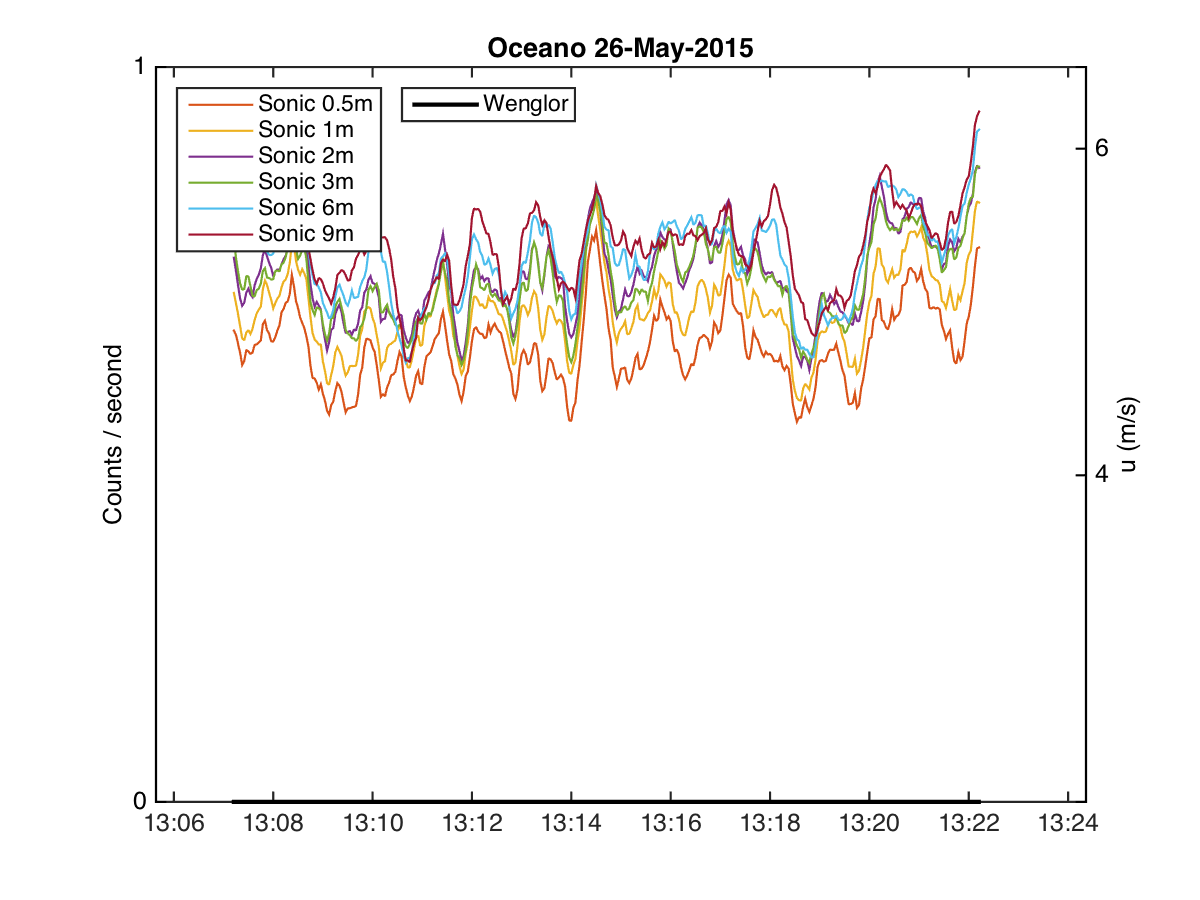 Oceano 26-May-2015
1
Sonic 0.5m
Sonic 1m
Sonic 2m
Sonic 3m
Sonic 6m
Sonic 9m
Wenglor
6
4
Counts / second
u (m/s)
0
13:06 13:08 13:10 13:12 13:14 13:16 13:18 13:20 13:22 13:24